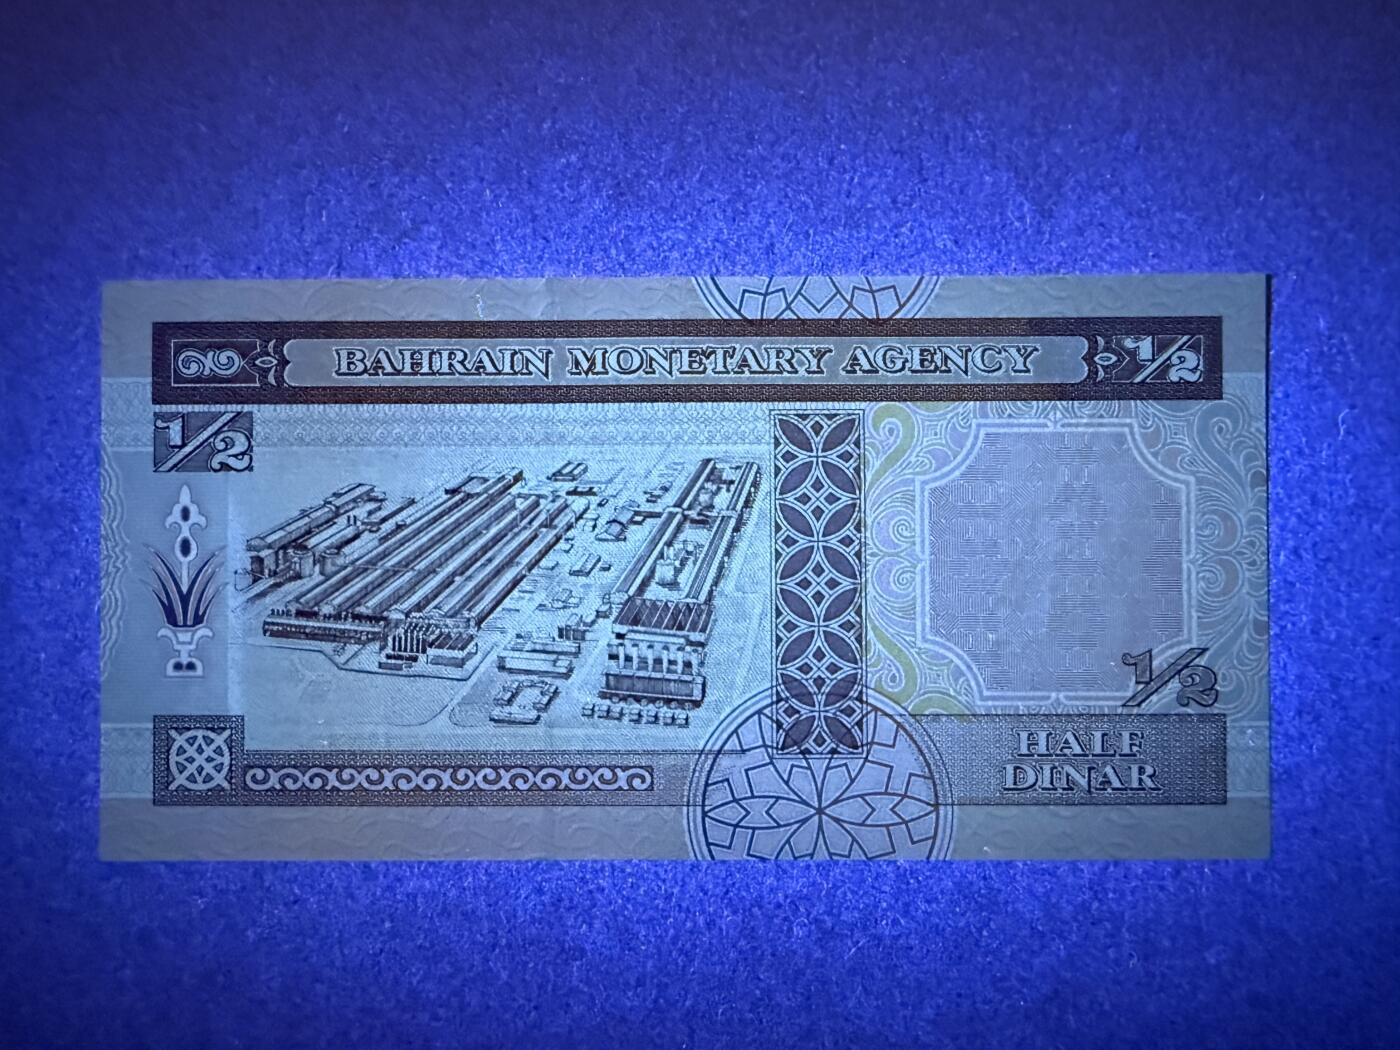 BAHRAIN MONETARY AGENCY
1/2
1/2
1/2
HALF
DINAR